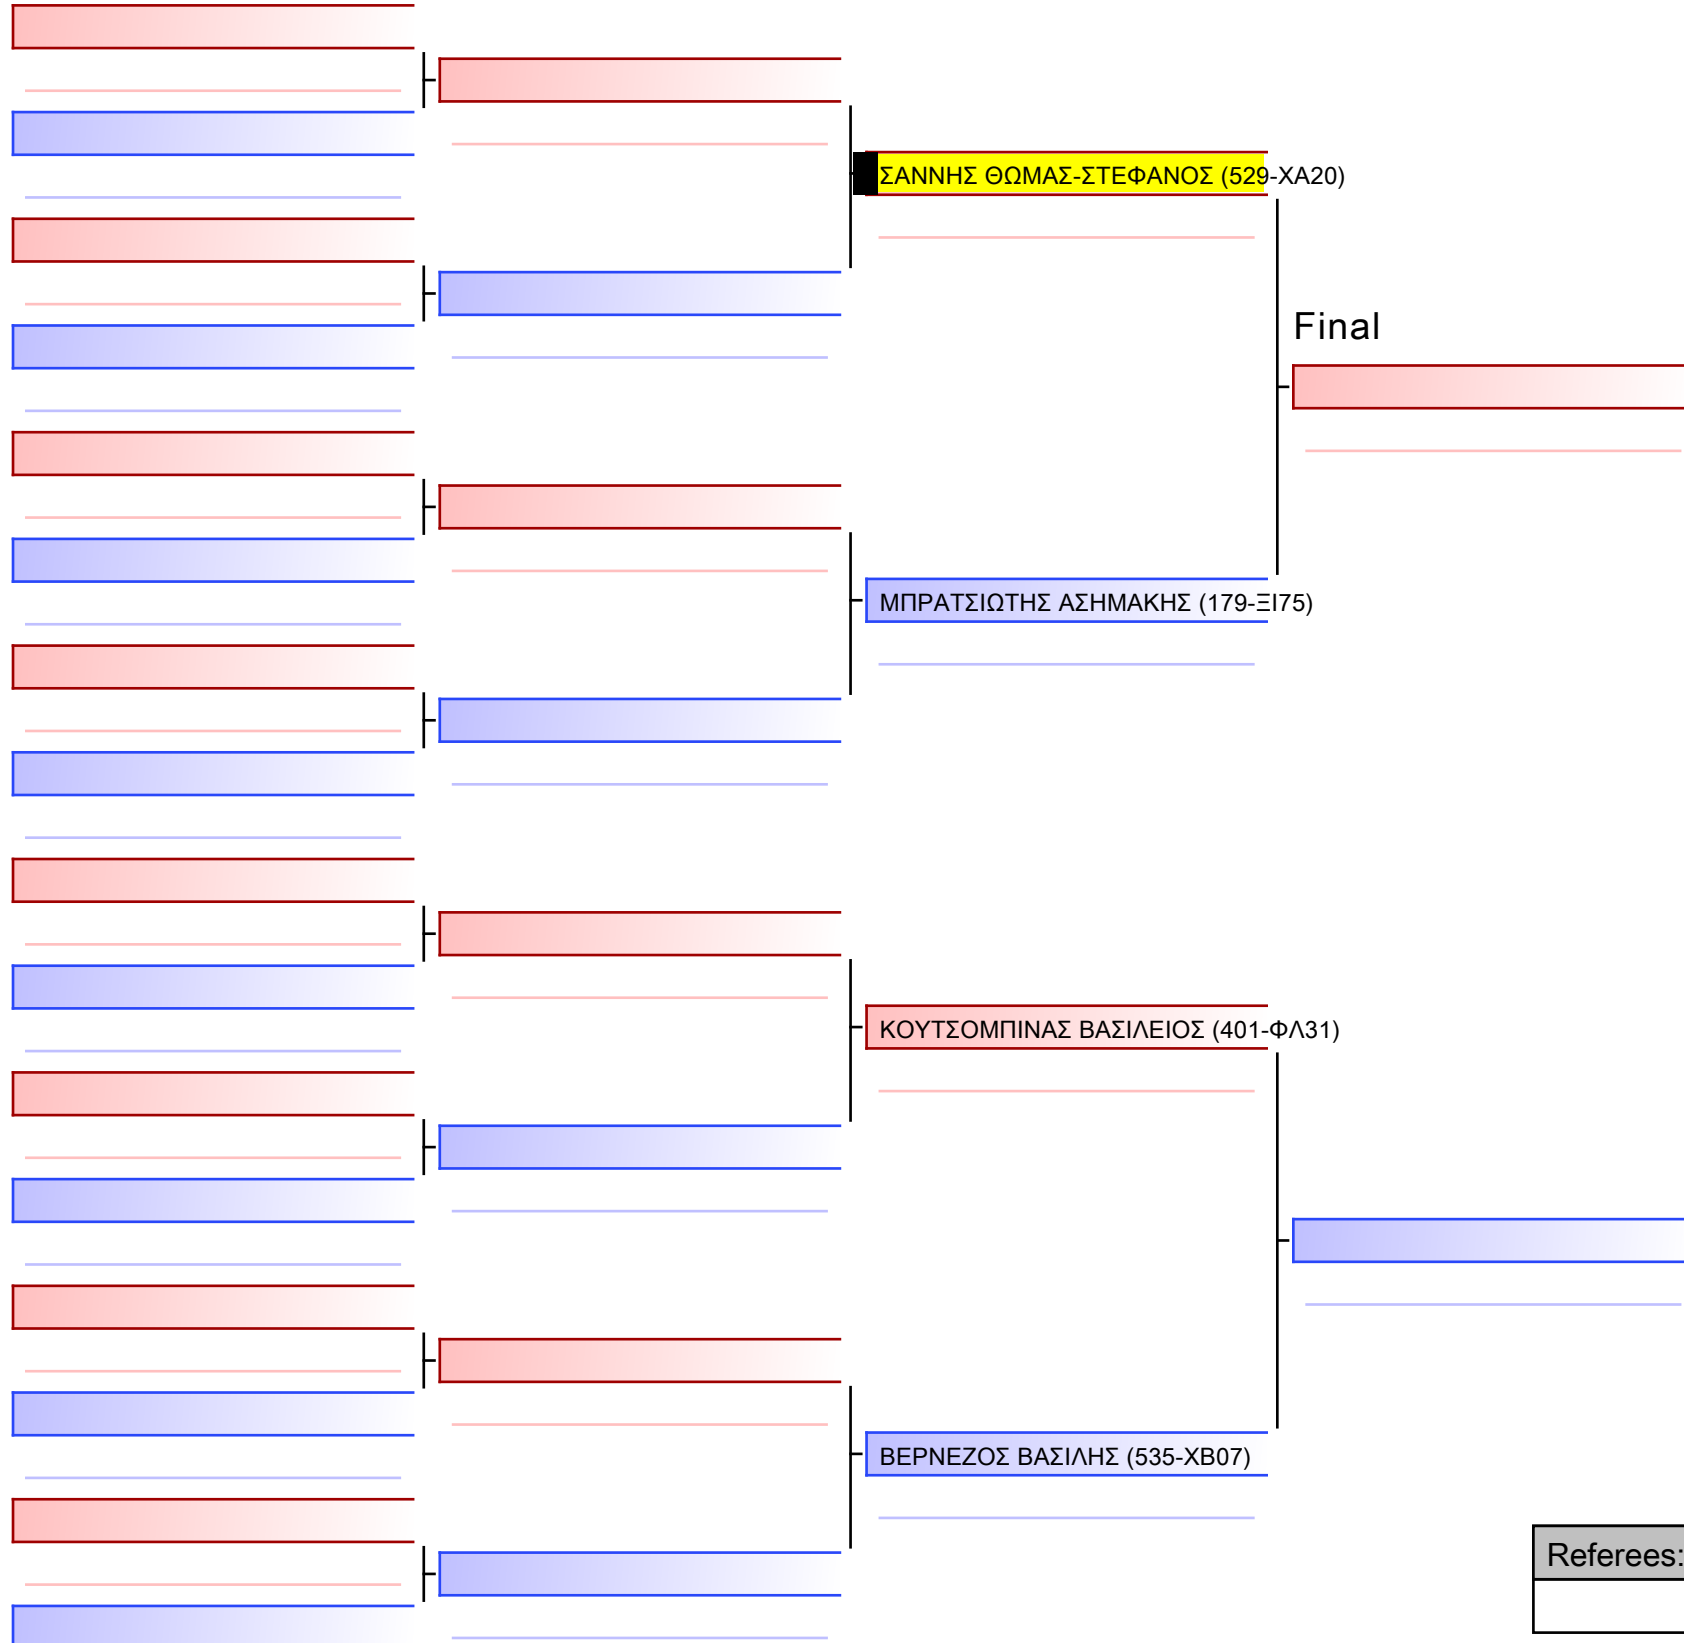 ΣΑΝΝΗΣ ΘΩΜΑΣ-ΣΤΕΦΑΝΟΣ (529-ΧΑ20)
Final
ΜΠΡΑΤΣΙΩΤΗΣ ΑΣΗΜΑΚΗΣ (179-ΞΙ75)
ΚΟΥΤΣΟΜΠΙΝΑΣ ΒΑΣΙΛΕΙΟΣ (401-ΦΛ31)
ΒΕΡΝΕΖΟΣ ΒΑΣΙΛΗΣ (535-ΧΒ07)
Referees: